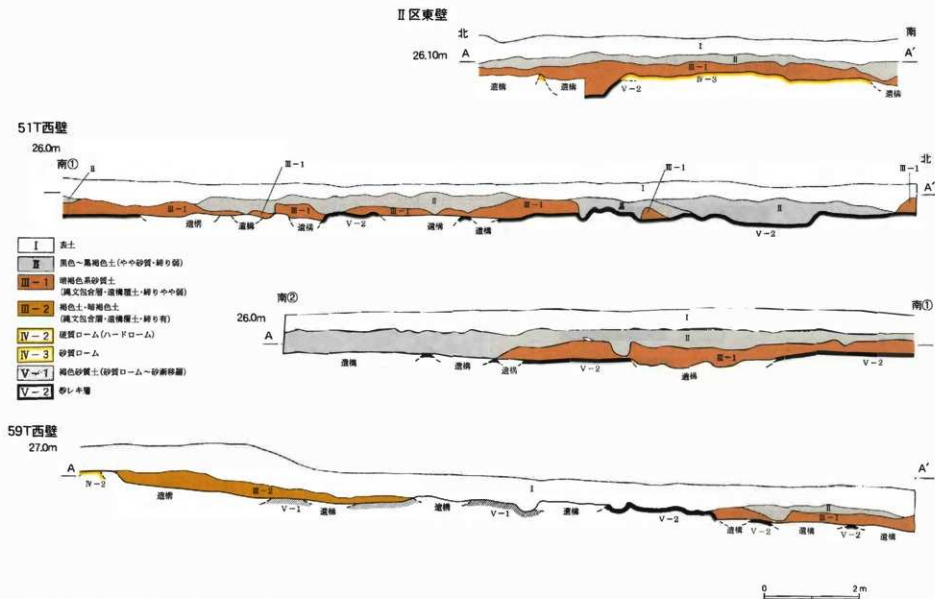 II区東壁
北
南
26.10m
A
A'
I
II
III-1
IV-3
V-2
遺構
遺構
遺構
51T西壁
26.0m
南①
北
II
III-1
I
III-1
III-1
A'
III-1
III-1
II
III-1
III-1
II
II
遺構
遺構
遺構
V-2
遺構
遺構
V-2
I 表土
II 黒色~黒褐色土(やや砂質・締り弱)
III-1 暗褐色系砂質土
(縄文包含層・遺構覆土・締りやや弱)
III-2 褐色土・暗褐色土
(縄文包含層・遺構覆土・締り有)
IV-2 硬質ローム(ハードローム)
IV-3 砂質ローム
V-1 褐色砂質土(砂質ローム~砂漸移層)
V-2 砂レキ層
南②
南①
26.0m
A
A'
I
II
III-1
遺構
遺構
遺構
V-2
遺構
V-2
59T西壁
27.0m
A
A'
IV-2
遺構
III-2
I
V-1
遺構
遺構
V-1
遺構
V-2
II
III-1
遺構
V-2
遺構
V-2
遺構
0
2m